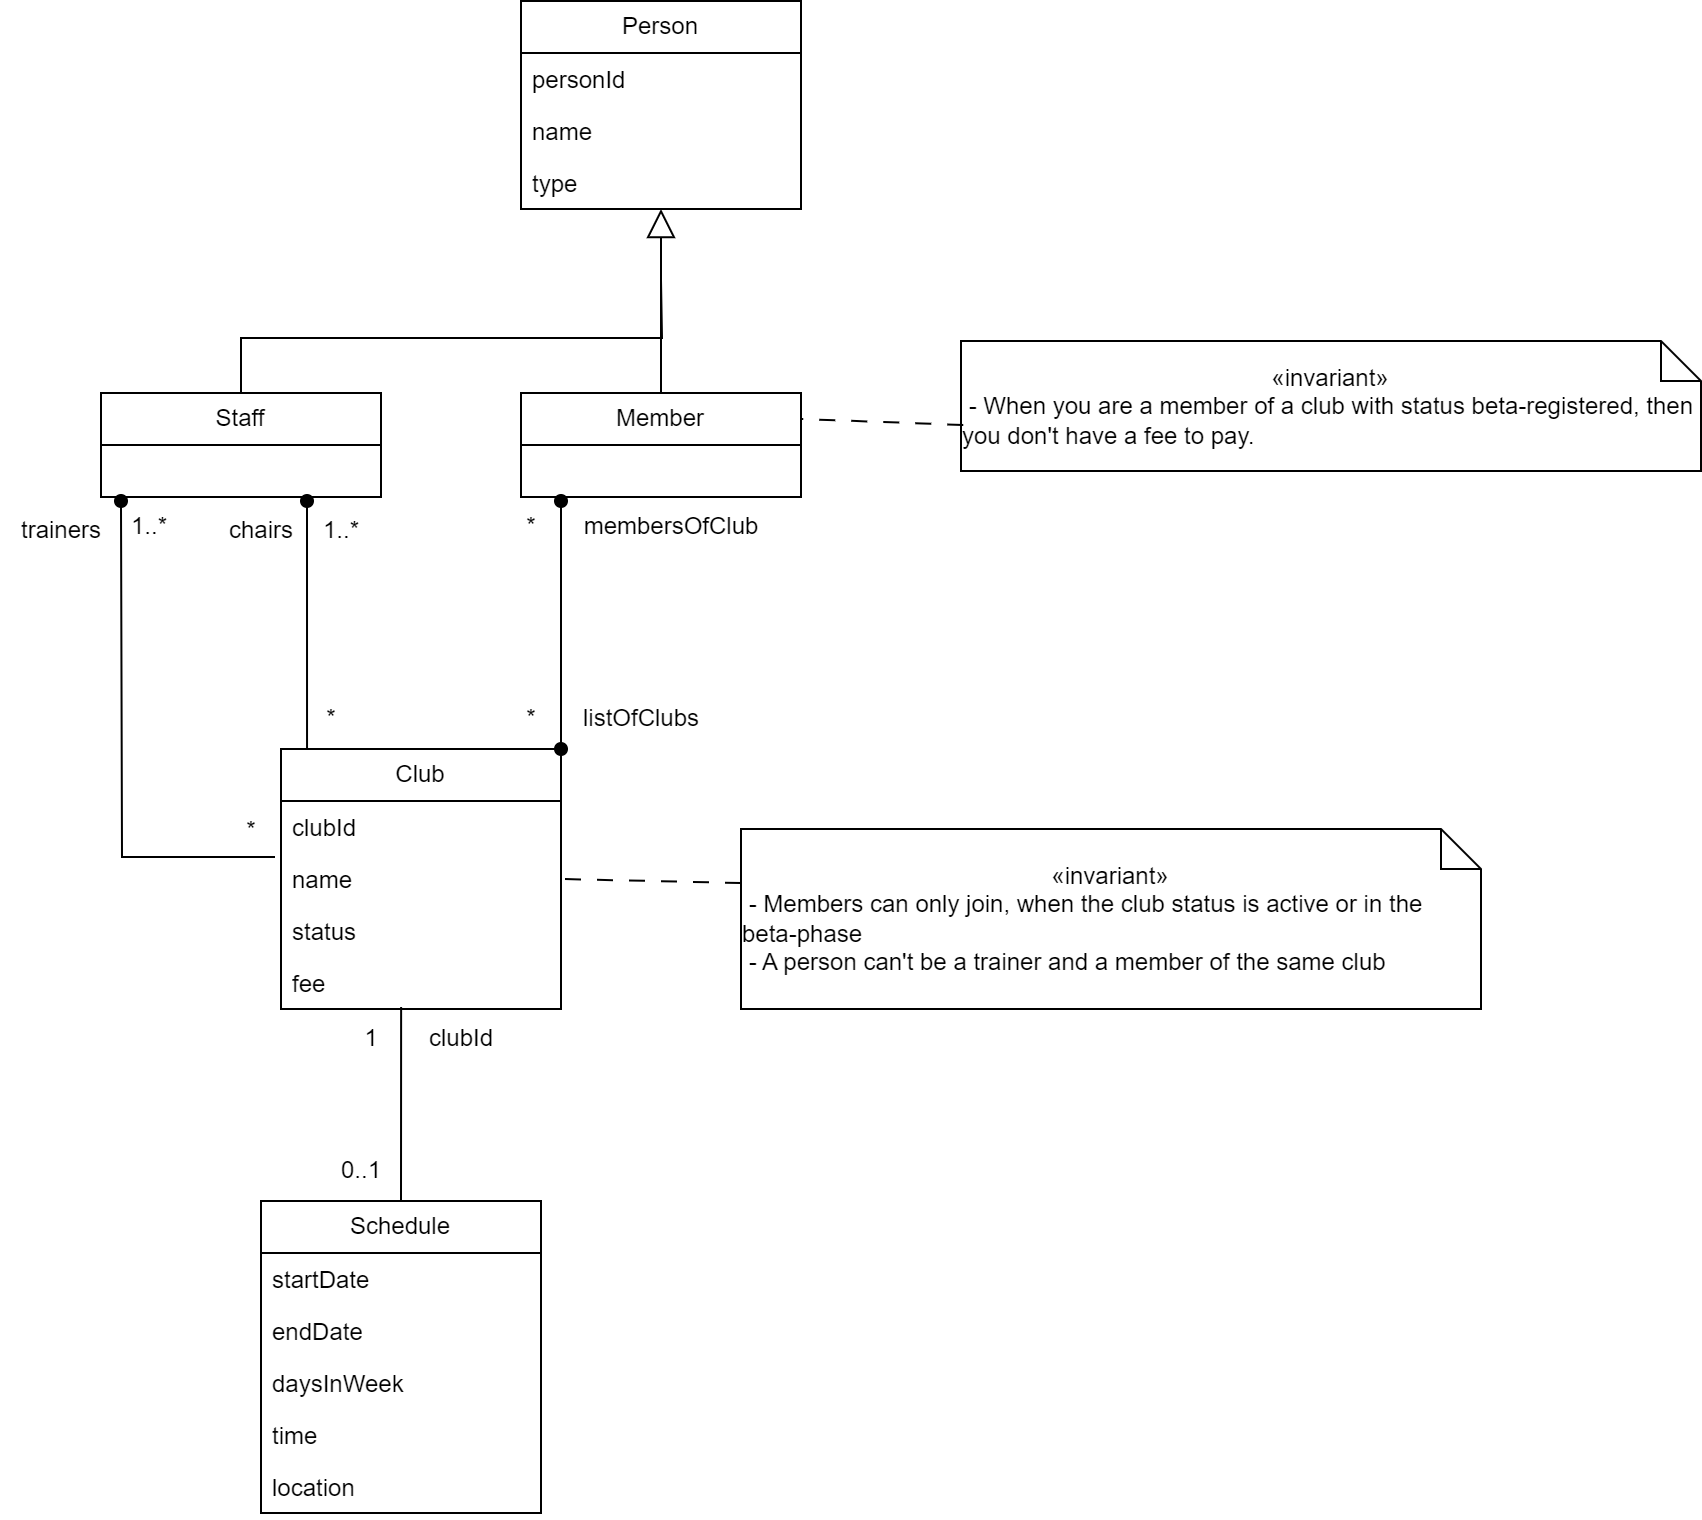 Person
personId
name
type
«invariant»
- When you are a member of a club with status beta-registered, then
you don't have a fee to pay.
Staff
Member
trainers
1..*
chairs
1..*
*
membersOfClub
*
*
listOfClubs
Club
*
clubId
name
status
fee
«invariant»
- Members can only join, when the club status is active or in the
beta-phase
- A person can't be a trainer and a member of the same club
1
clubId
0..1
Schedule
startDate
endDate
daysInWeek
time
location